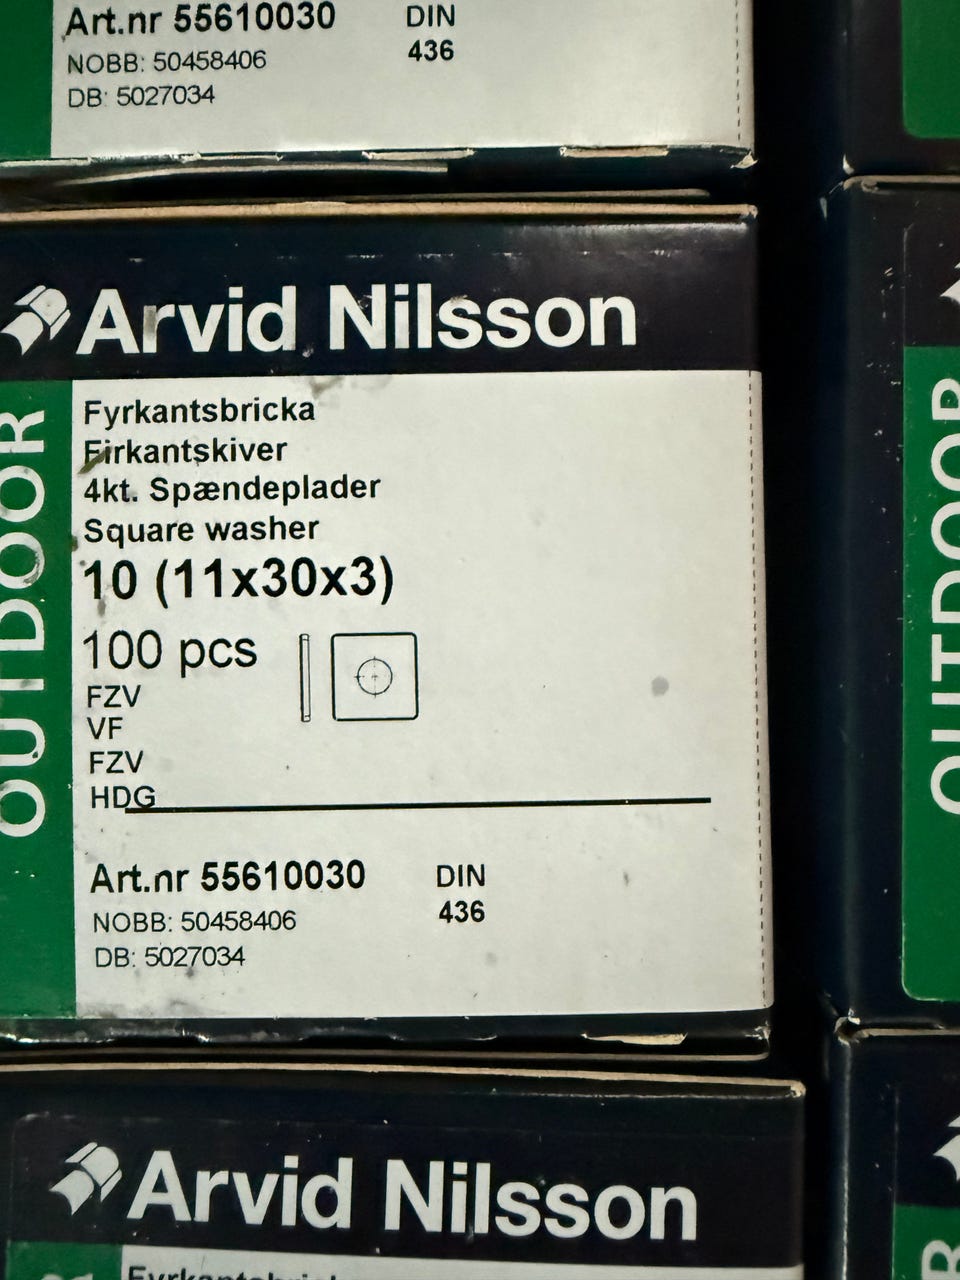 Art.nr 55610030
DIN
436
NOBB: 50458406
DB: 5027034
Arvid Nilsson
OUTDOOR
Fyrkantsbricka
Firkantskiver
4kt. Spændeplader
Square washer
10 (11x30x3)
100 pcs
FZV
VF
FZV
HDG
Art.nr 55610030
DIN
436
NOBB: 50458406
DB: 5027034
OUTDOOR
Arvid Nilsson